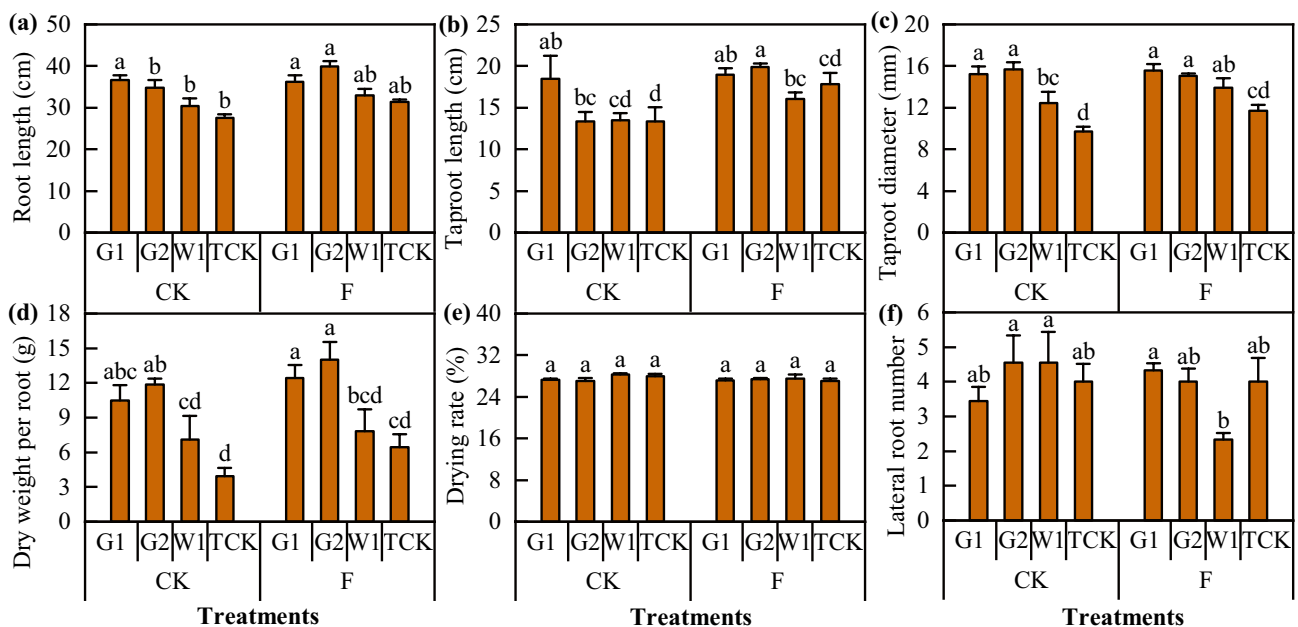 (a)
Root length (cm)
50
40
30
20
10
0
a
b
b
b
a
a
ab
ab
G1 G2 W1 TCK G1 G2 W1 TCK
CK F
(b)
Taproot length (cm)
25
20
15
10
5
0
ab
bc
cd
d
ab
a
bc
cd
G1 G2 W1 TCK G1 G2 W1 TCK
CK F
(c)
Taproot diameter (mm)
20
16
12
8
4
0
a
a
bc
d
a
a
ab
cd
G1 G2 W1 TCK G1 G2 W1 TCK
CK F
(d)
Dry weight per root (g)
18
15
12
9
6
3
0
abc
ab
cd
d
a
a
bcd
cd
G1 G2 W1 TCK G1 G2 W1 TCK
CK F
Treatments
(e)
Drying rate (%)
40
32
24
16
8
0
a
a
a
a
a
a
a
a
G1 G2 W1 TCK G1 G2 W1 TCK
CK F
(f)
Lateral root number
6
5
4
3
2
1
0
ab
a
a
ab
a
ab
b
ab
G1 G2 W1 TCK G1 G2 W1 TCK
CK F
Treatments